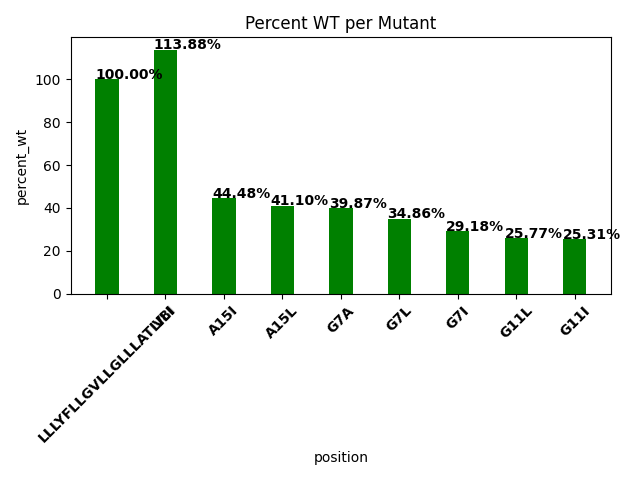 Percent WT per Mutant
113.88%
100.00%
44.48%
41.10%
39.87%
34.86%
29.18%
25.77%
25.31%
percent_wt
100
80
60
40
20
0
V8I
A15I
A15L
G7A
G7L
G7I
G11L
G11I
position